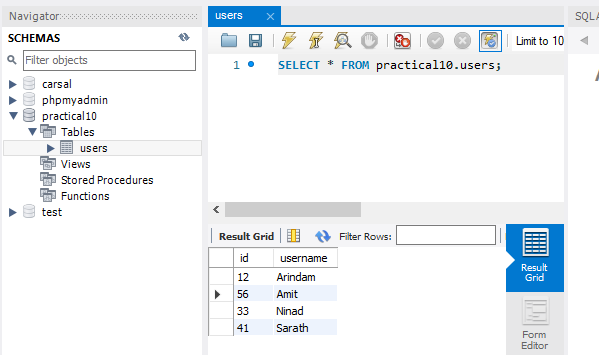 Navigator
SCHEMAS
Filter objects
carsal
phpmyadmin
practical10
Tables
users
Views
Stored Procedures
Functions
test
users
Limit to 10
1 SELECT * FROM practical10.users;
Result Grid Filter Rows:
id username
12 Arindam
56 Amit
33 Ninad
41 Sarath
Result
Grid
Form
Editor
SQLA